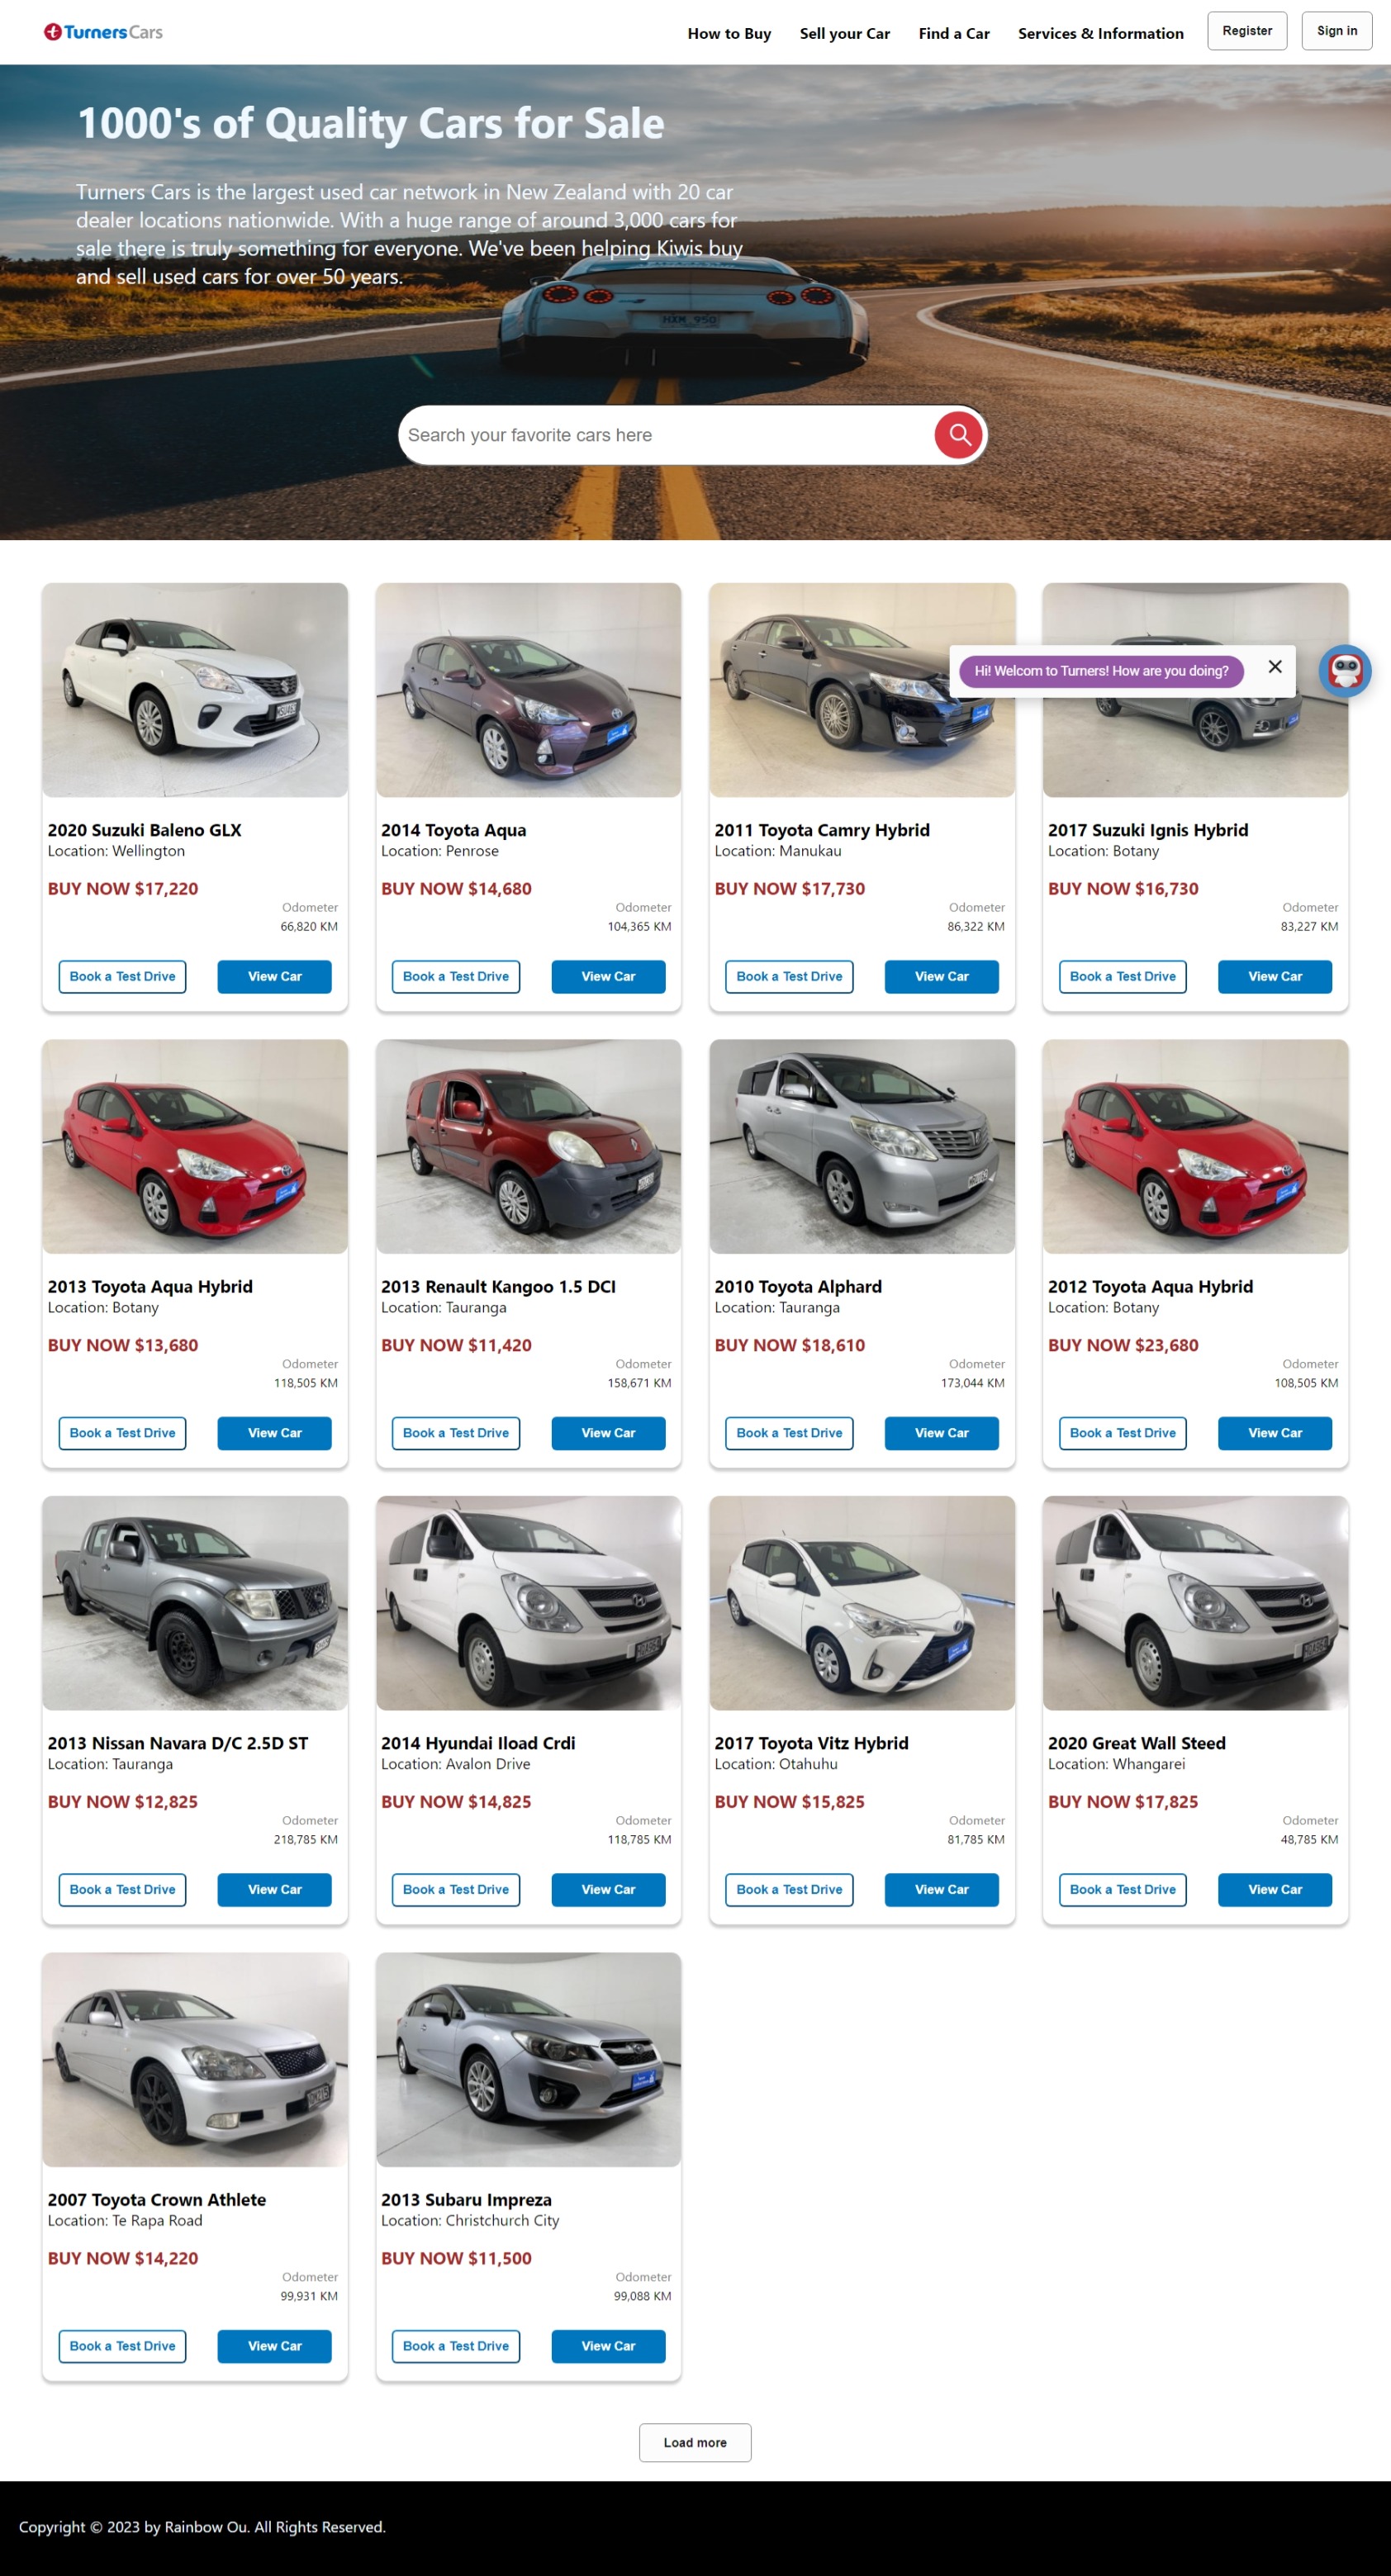 TurnersCars
How to Buy
Sell your Car
Find a Car
Services & Information
Register
Sign in
1000's of Quality Cars for Sale
Turners Cars is the largest used car network in New Zealand with 20 car
dealer locations nationwide. With a huge range of around 3,000 cars for
sale there is truly something for everyone. We've been helping Kiwis buy
and sell used cars for over 50 years.
HXM 950
Search your favorite cars here
Hi! Welcom to Turners! How are you doing?
2020 Suzuki Baleno GLX
Location: Wellington
BUY NOW $17,220
Odometer
66,820 KM
Book a Test Drive
View Car
2014 Toyota Aqua
Location: Penrose
BUY NOW $14,680
Odometer
104,365 KM
Book a Test Drive
View Car
2011 Toyota Camry Hybrid
Location: Manukau
BUY NOW $17,730
Odometer
86,322 KM
Book a Test Drive
View Car
2017 Suzuki Ignis Hybrid
Location: Botany
BUY NOW $16,730
Odometer
83,227 KM
Book a Test Drive
View Car
2013 Toyota Aqua Hybrid
Location: Botany
BUY NOW $13,680
Odometer
118,505 KM
Book a Test Drive
View Car
2013 Renault Kangoo 1.5 DCI
Location: Tauranga
BUY NOW $11,420
Odometer
158,671 KM
Book a Test Drive
View Car
2010 Toyota Alphard
Location: Tauranga
BUY NOW $18,610
Odometer
173,044 KM
Book a Test Drive
View Car
2012 Toyota Aqua Hybrid
Location: Botany
BUY NOW $23,680
Odometer
108,505 KM
Book a Test Drive
View Car
2013 Nissan Navara D/C 2.5D ST
Location: Tauranga
BUY NOW $12,825
Odometer
218,785 KM
Book a Test Drive
View Car
2014 Hyundai Iload Crdi
Location: Avalon Drive
BUY NOW $14,825
Odometer
118,785 KM
Book a Test Drive
View Car
2017 Toyota Vitz Hybrid
Location: Otahuhu
BUY NOW $15,825
Odometer
81,785 KM
Book a Test Drive
View Car
2020 Great Wall Steed
Location: Whangarei
BUY NOW $17,825
Odometer
48,785 KM
Book a Test Drive
View Car
2007 Toyota Crown Athlete
Location: Te Rapa Road
BUY NOW $14,220
Odometer
99,931 KM
Book a Test Drive
View Car
2013 Subaru Impreza
Location: Christchurch City
BUY NOW $11,500
Odometer
99,088 KM
Book a Test Drive
View Car
Load more
Copyright © 2023 by Rainbow Ou. All Rights Reserved.